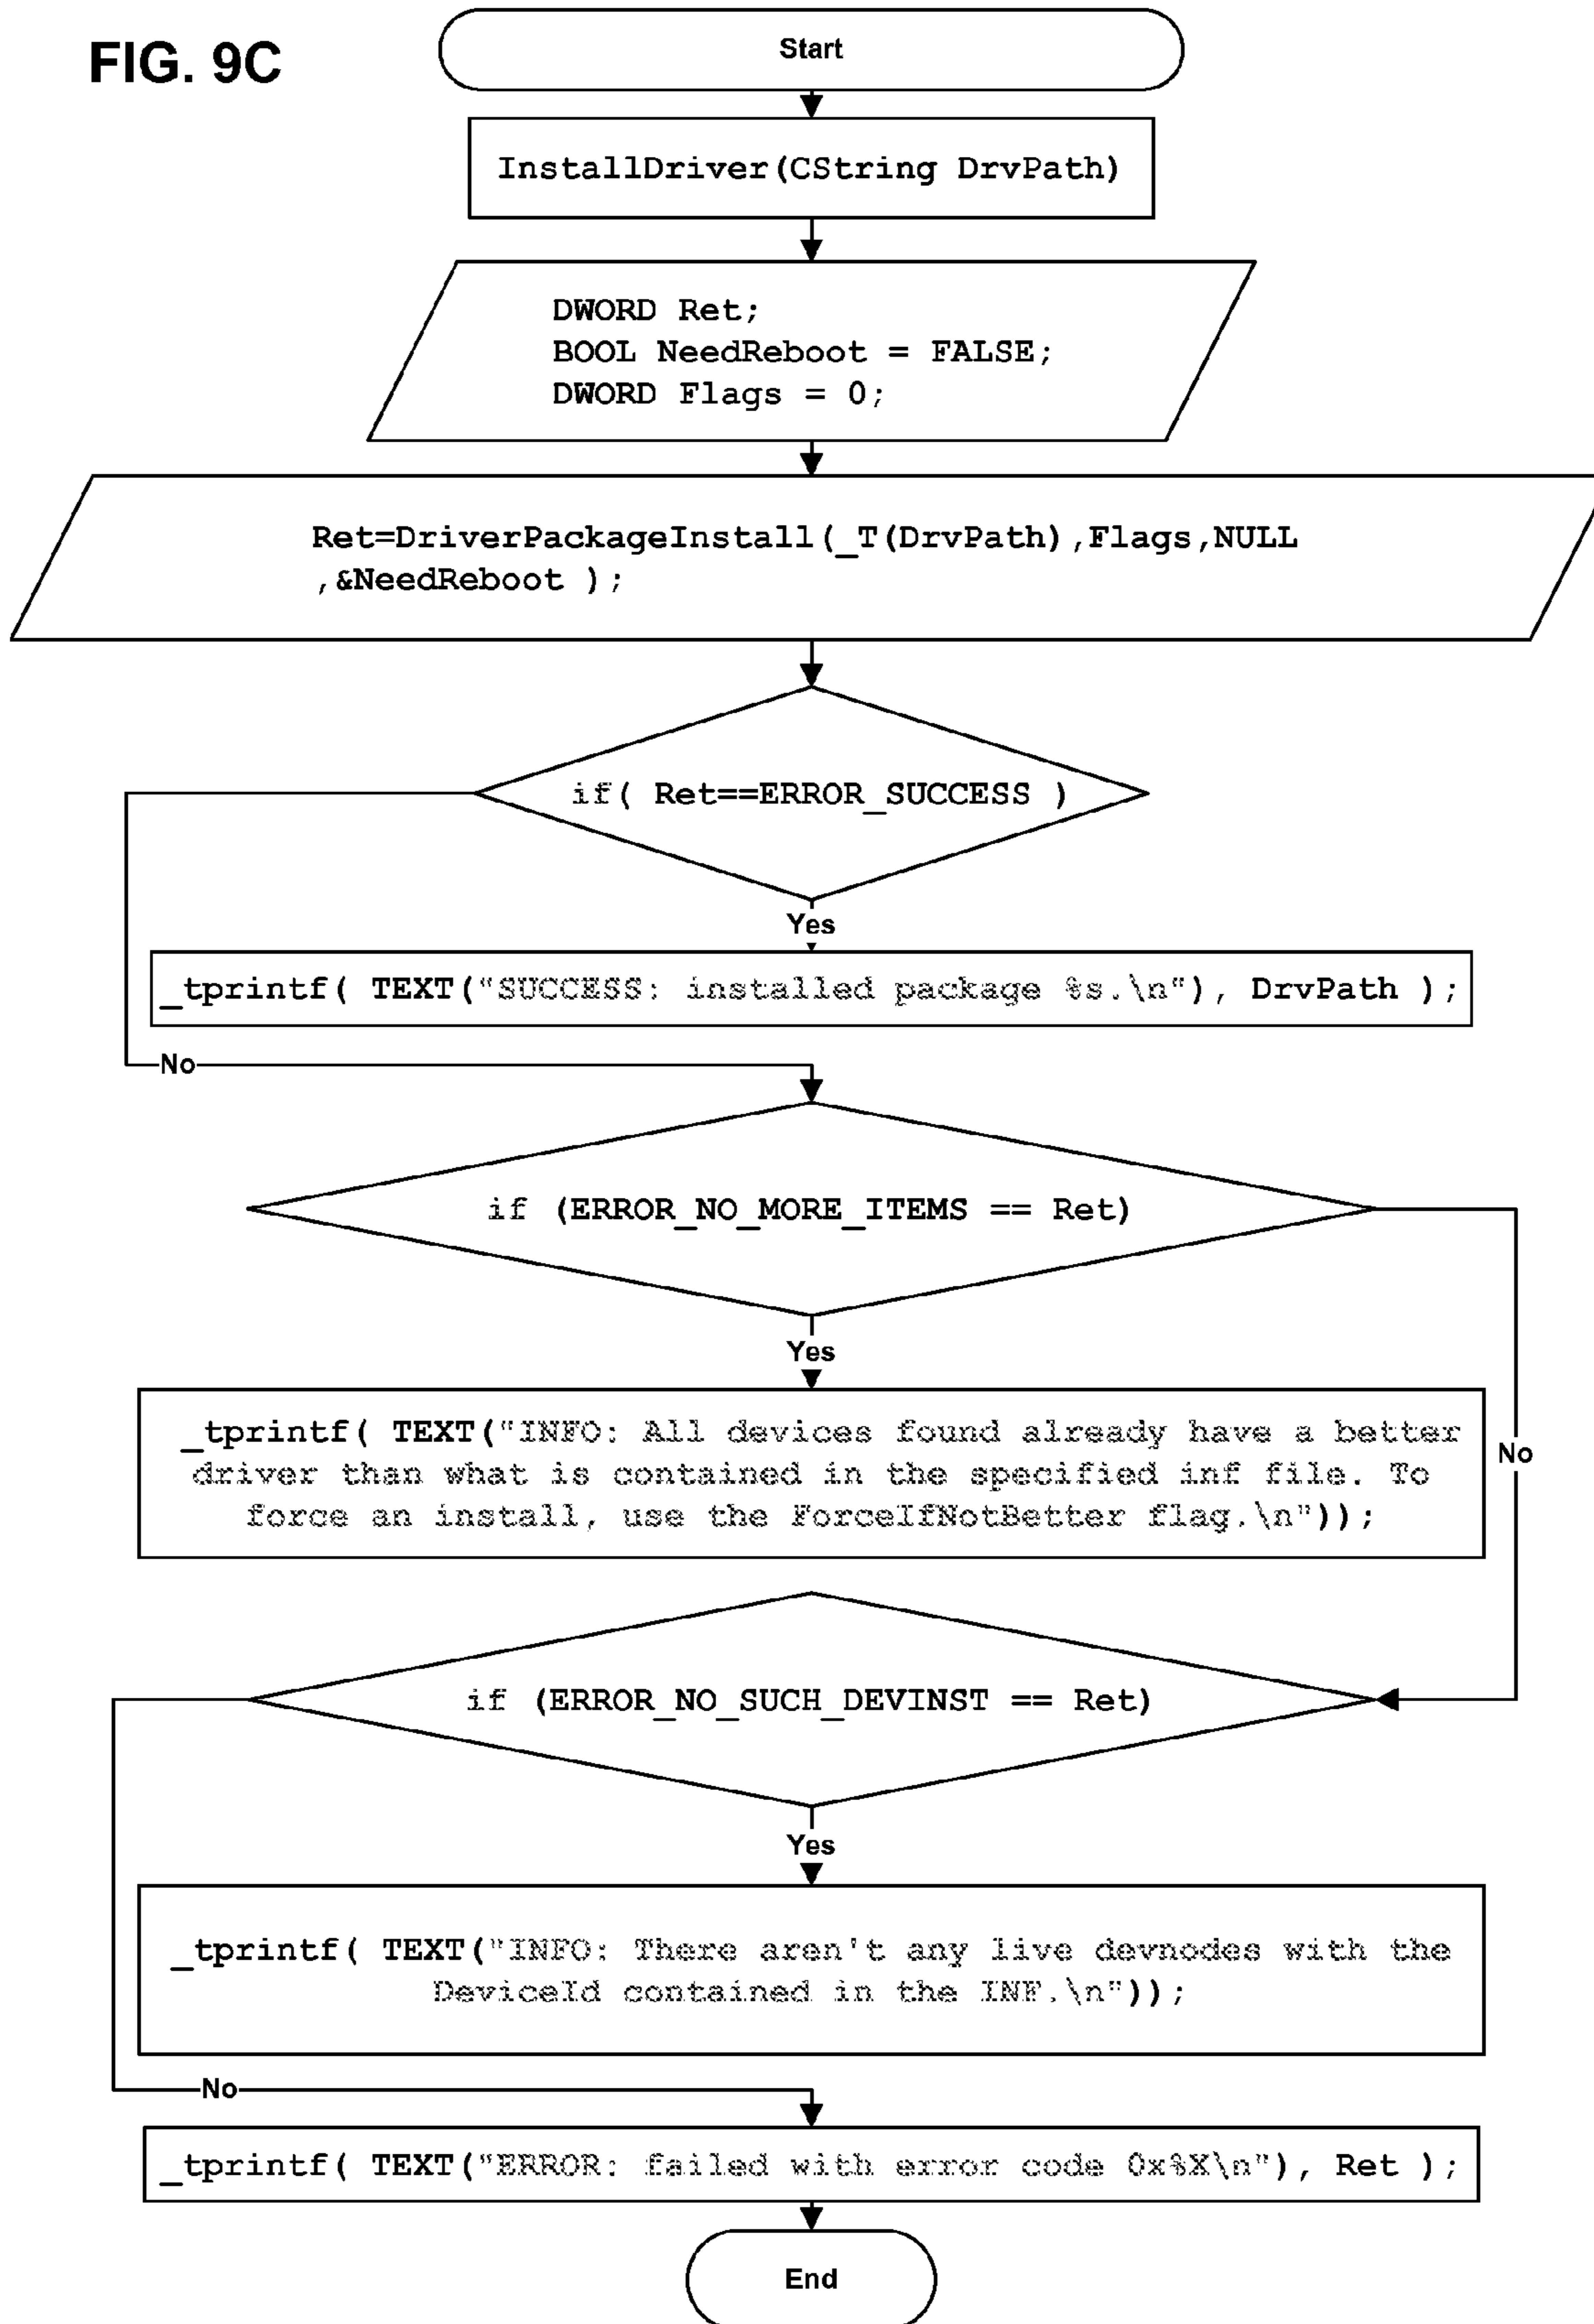 FIG. 9C
Start
InstallDriver(CString DrvPath)
DWORD Ret;
BOOL NeedReboot = FALSE;
DWORD Flags = 0;
Ret=DriverPackageInstall(_T(DrvPath),Flags,NULL
,&NeedReboot );
if( Ret==ERROR_SUCCESS )
Yes
_tprintf( TEXT("SUCCESS: installed package %s.\n"), DrvPath );
No
if (ERROR_NO_MORE_ITEMS == Ret)
Yes
_tprintf( TEXT("INFO: All devices found already have a better
driver than what is contained in the specified inf file. To
force an install, use the ForceIfNotBetter flag.\n"));
No
if (ERROR_NO_SUCH_DEVINST == Ret)
Yes
_tprintf( TEXT("INFO: There aren't any live devnodes with the
DeviceId contained in the INF.\n"));
No
_tprintf( TEXT("ERROR: failed with error code 0x%X\n"), Ret );
End